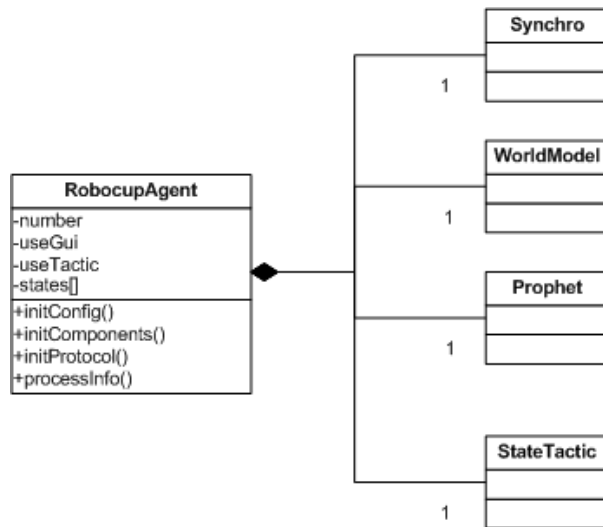 Synchro
1
WorldModel
1
RobocupAgent
-number
-useGui
-useTactic
-states[]
+initConfig()
+initComponents()
+initProtocol()
+processInfo()
Prophet
1
StateTactic
1